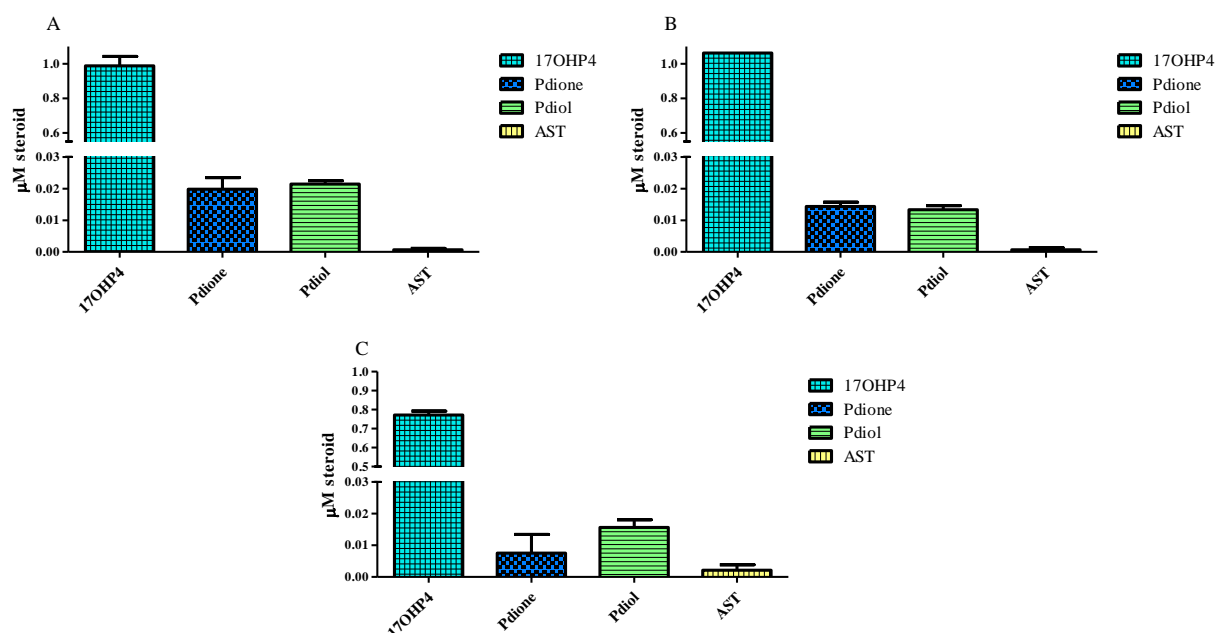 A
μM steroid
1.0
0.8
0.6
0.03
0.02
0.01
0.00
17OHP4
Pdione
Pdiol
AST
17OHP4
Pdione
Pdiol
AST
B
μM steroid
1.0
0.8
0.6
0.03
0.02
0.01
0.00
17OHP4
Pdione
Pdiol
AST
17OHP4
Pdione
Pdiol
AST
C
μM steroid
1.0
0.9
0.8
0.7
0.6
0.5
0.03
0.02
0.01
0.00
17OHP4
Pdione
Pdiol
AST
17OHP4
Pdione
Pdiol
AST